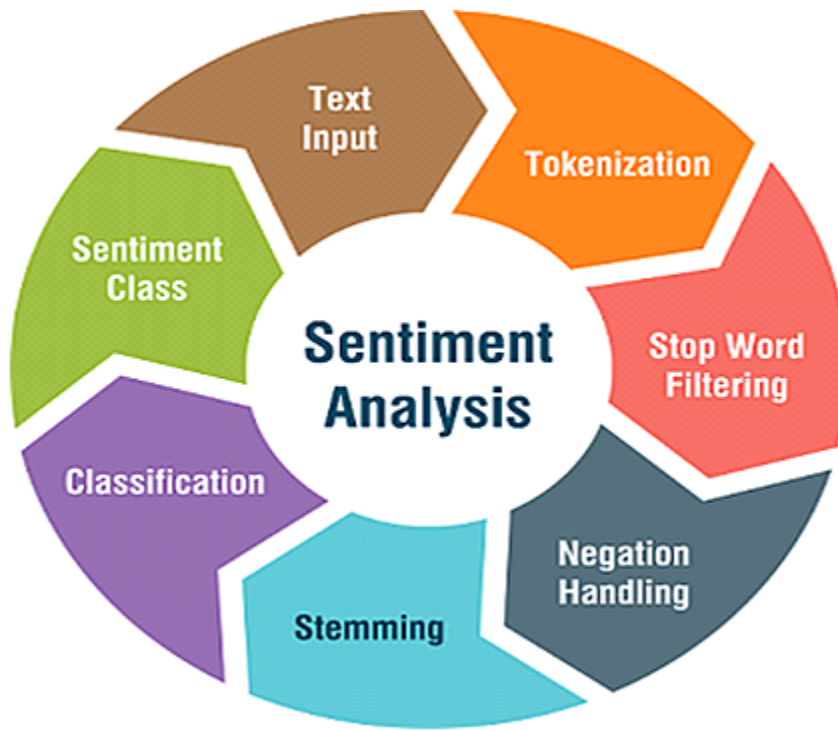 Text
Input
Tokenization
Stop Word
Filtering
Negation
Handling
Stemming
Classification
Sentiment
Class
Sentiment
Analysis